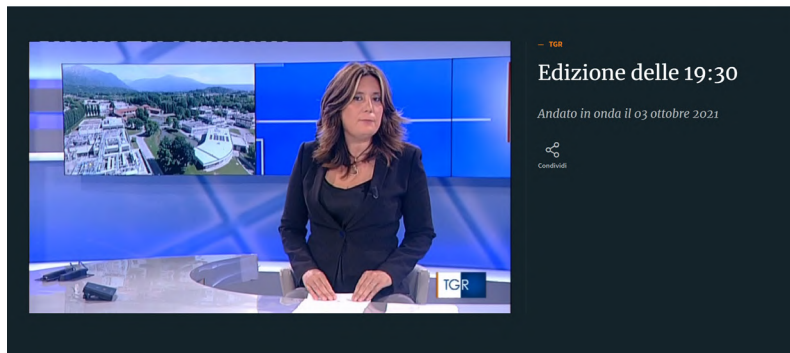 — TGR
Edizione delle 19:30
Andato in onda il 03 ottobre 2021
Condividi
TGR